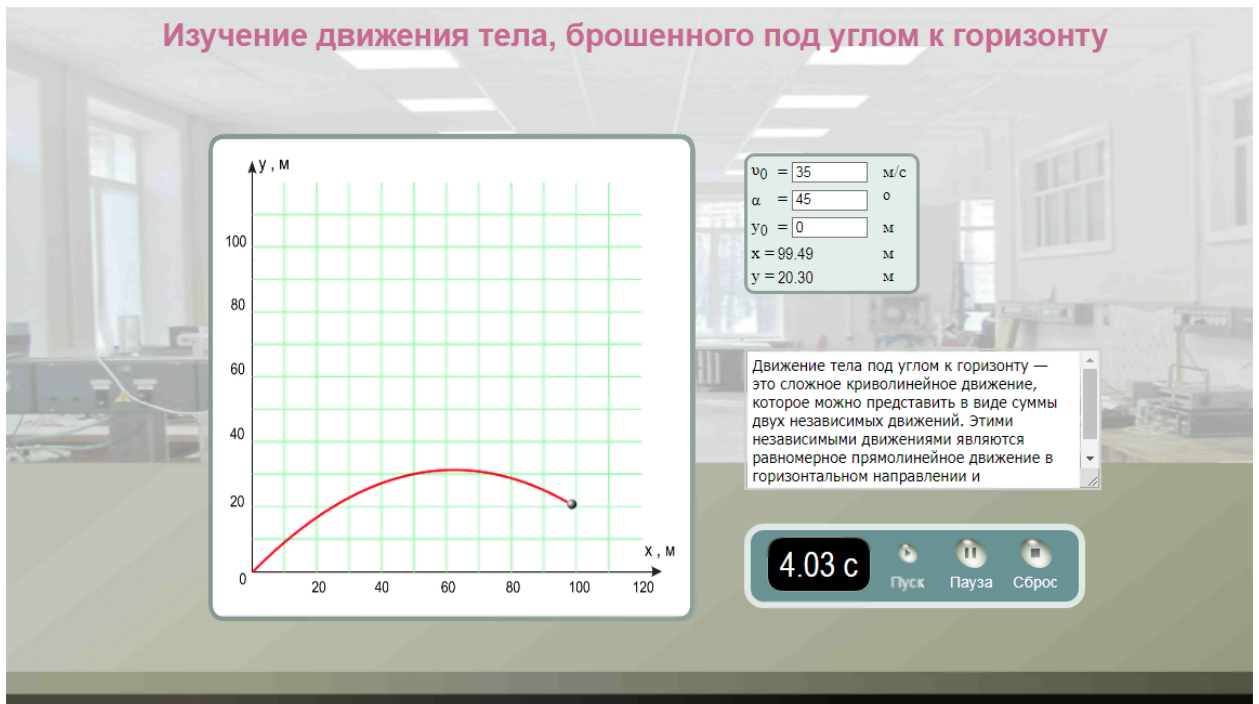 Изучение движения тела, брошенного под углом к горизонту
y , м
100
80
60
40
20
0
20 40 60 80 100 120
x , м
υ0 = 35 м/с
α = 45 о
y0 = 0 м
x = 99.49 м
y = 20.30 м
Движение тела под углом к горизонту —
это сложное криволинейное движение,
которое можно представить в виде суммы
двух независимых движений. Этими
независимыми движениями являются
равномерное прямолинейное движение в
горизонтальном направлении и
4.03 с
Пуск Пауза Сброс